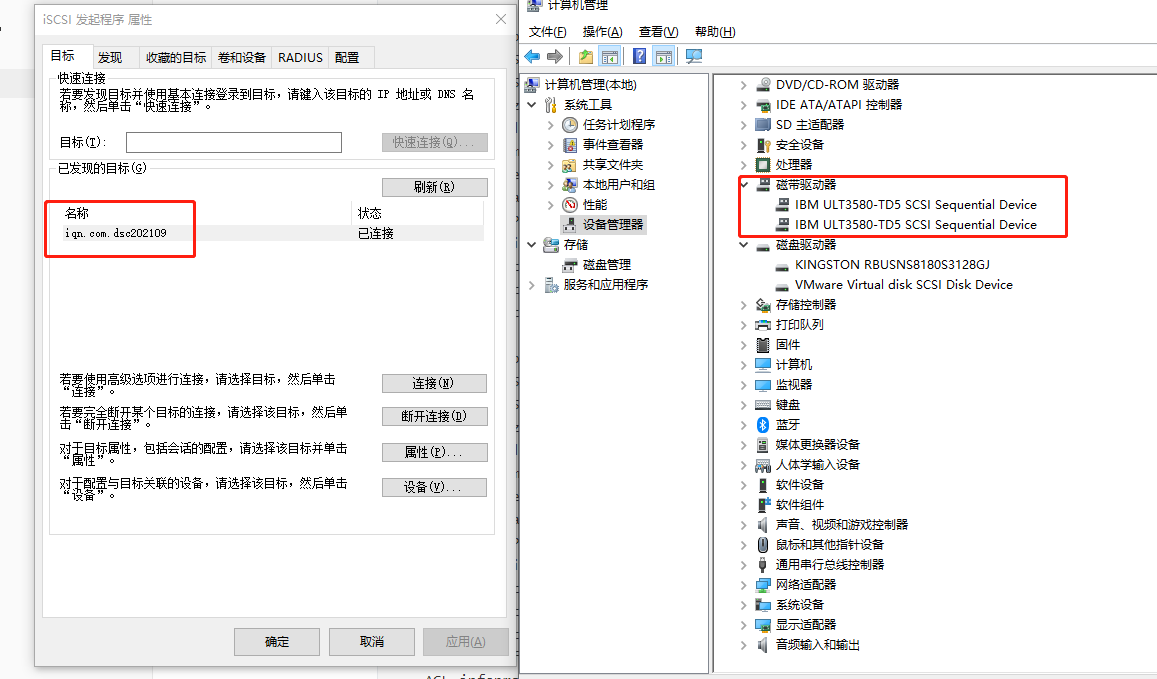 iSCSI 发起程序 属性
目标
发现
收藏的目标
卷和设备
RADIUS
配置
快速连接
若要发现目标并使用基本连接登录到目标，请键入该目标的 IP 地址或 DNS 名
称，然后单击“快速连接”。
目标(T):
快速连接(Q)...
已发现的目标(G)
刷新(R)
名称
状态
iqn.com.dsc202109
已连接
若要使用高级选项进行连接，请选择目标，然后单击
“连接”。
连接(N)
若要完全断开某个目标的连接，请选择该目标，然后单
击“断开连接”。
断开连接(D)
对于目标属性，包括会话的配置，请选择该目标并单击
“属性”。
属性(P)...
对于配置与目标关联的设备，请选择该目标，然后单击
“设备”。
设备(V)...
确定
取消
应用(A)
计算机管理
文件(F)
操作(A)
查看(V)
帮助(H)
计算机管理(本地)
系统工具
任务计划程序
事件查看器
共享文件夹
本地用户和组
性能
设备管理器
存储
磁盘管理
服务和应用程序
DVD/CD-ROM 驱动器
IDE ATA/ATAPI 控制器
SD 主适配器
安全设备
处理器
磁带驱动器
IBM ULT3580-TD5 SCSI Sequential Device
IBM ULT3580-TD5 SCSI Sequential Device
磁盘驱动器
KINGSTON RBUSNS8180S3128GJ
VMware Virtual disk SCSI Disk Device
存储控制器
打印队列
固件
计算机
监视器
键盘
蓝牙
媒体更换器设备
人体学输入设备
软件设备
软件组件
声音、视频和游戏控制器
鼠标和其他指针设备
通用串行总线控制器
网络适配器
系统设备
显示适配器
音频输入和输出